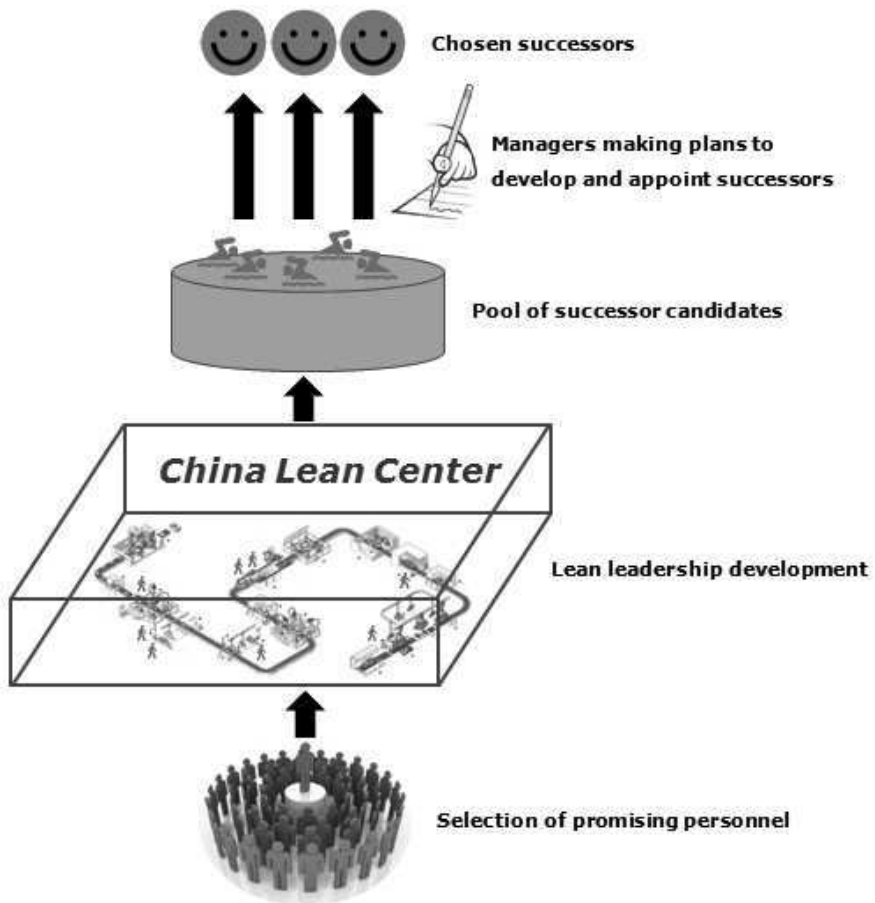 Chosen successors
Managers making plans to
develop and appoint successors
Pool of successor candidates
China Lean Center
Lean leadership development
Selection of promising personnel